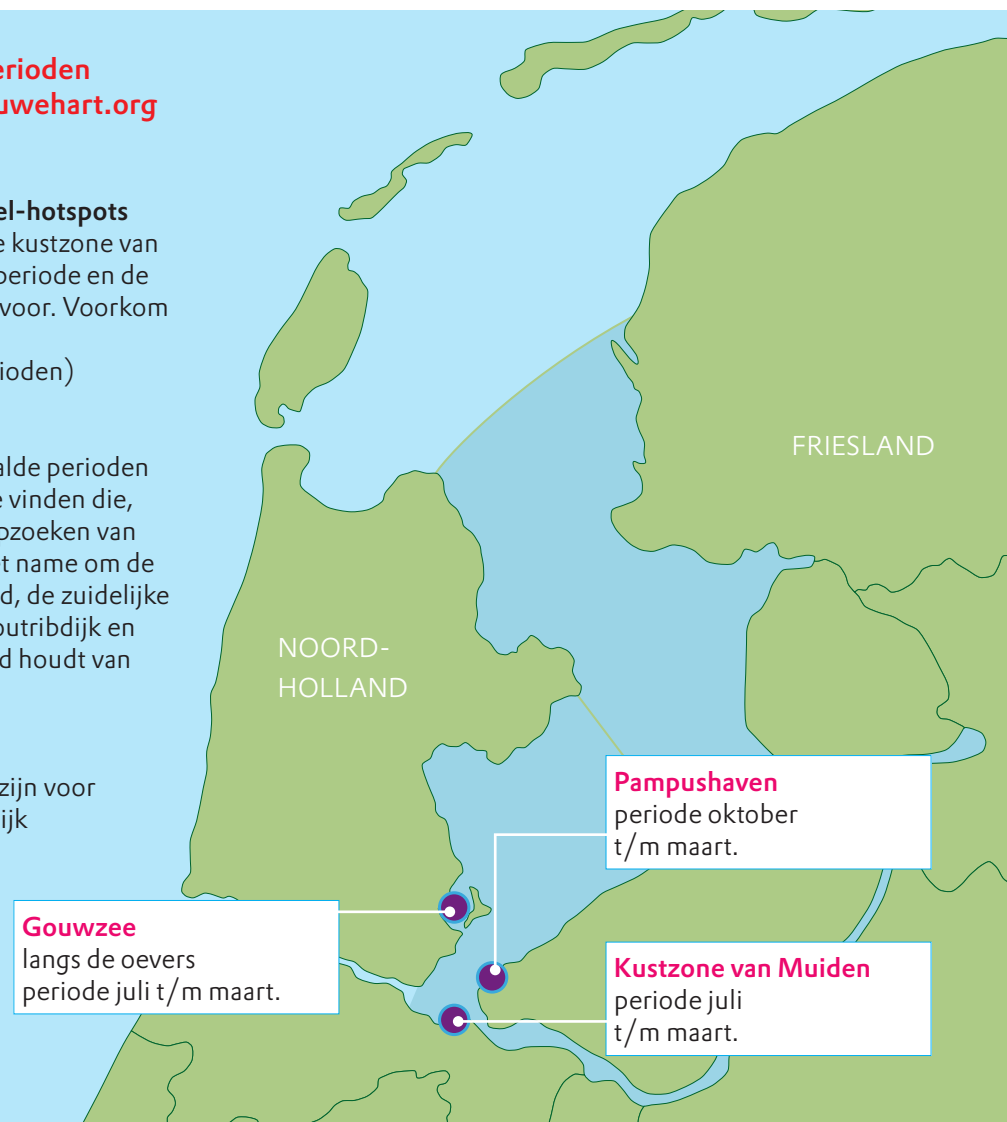 erioden
uwehart.org
el-hotspots
e kustzone van
periode en de
voor. Voorkom
ioden)
alde perioden
e vinden die,
pzoeken van
et name om de
d, de zuidelijke
outribdijk en
d houdt van
zijn voor
ijk
FRIESLAND
NOORD-
HOLLAND
Pampushaven
periode oktober
t/m maart.
Gouwzee
langs de oevers
periode juli t/m maart.
Kustzone van Muiden
periode juli
t/m maart.